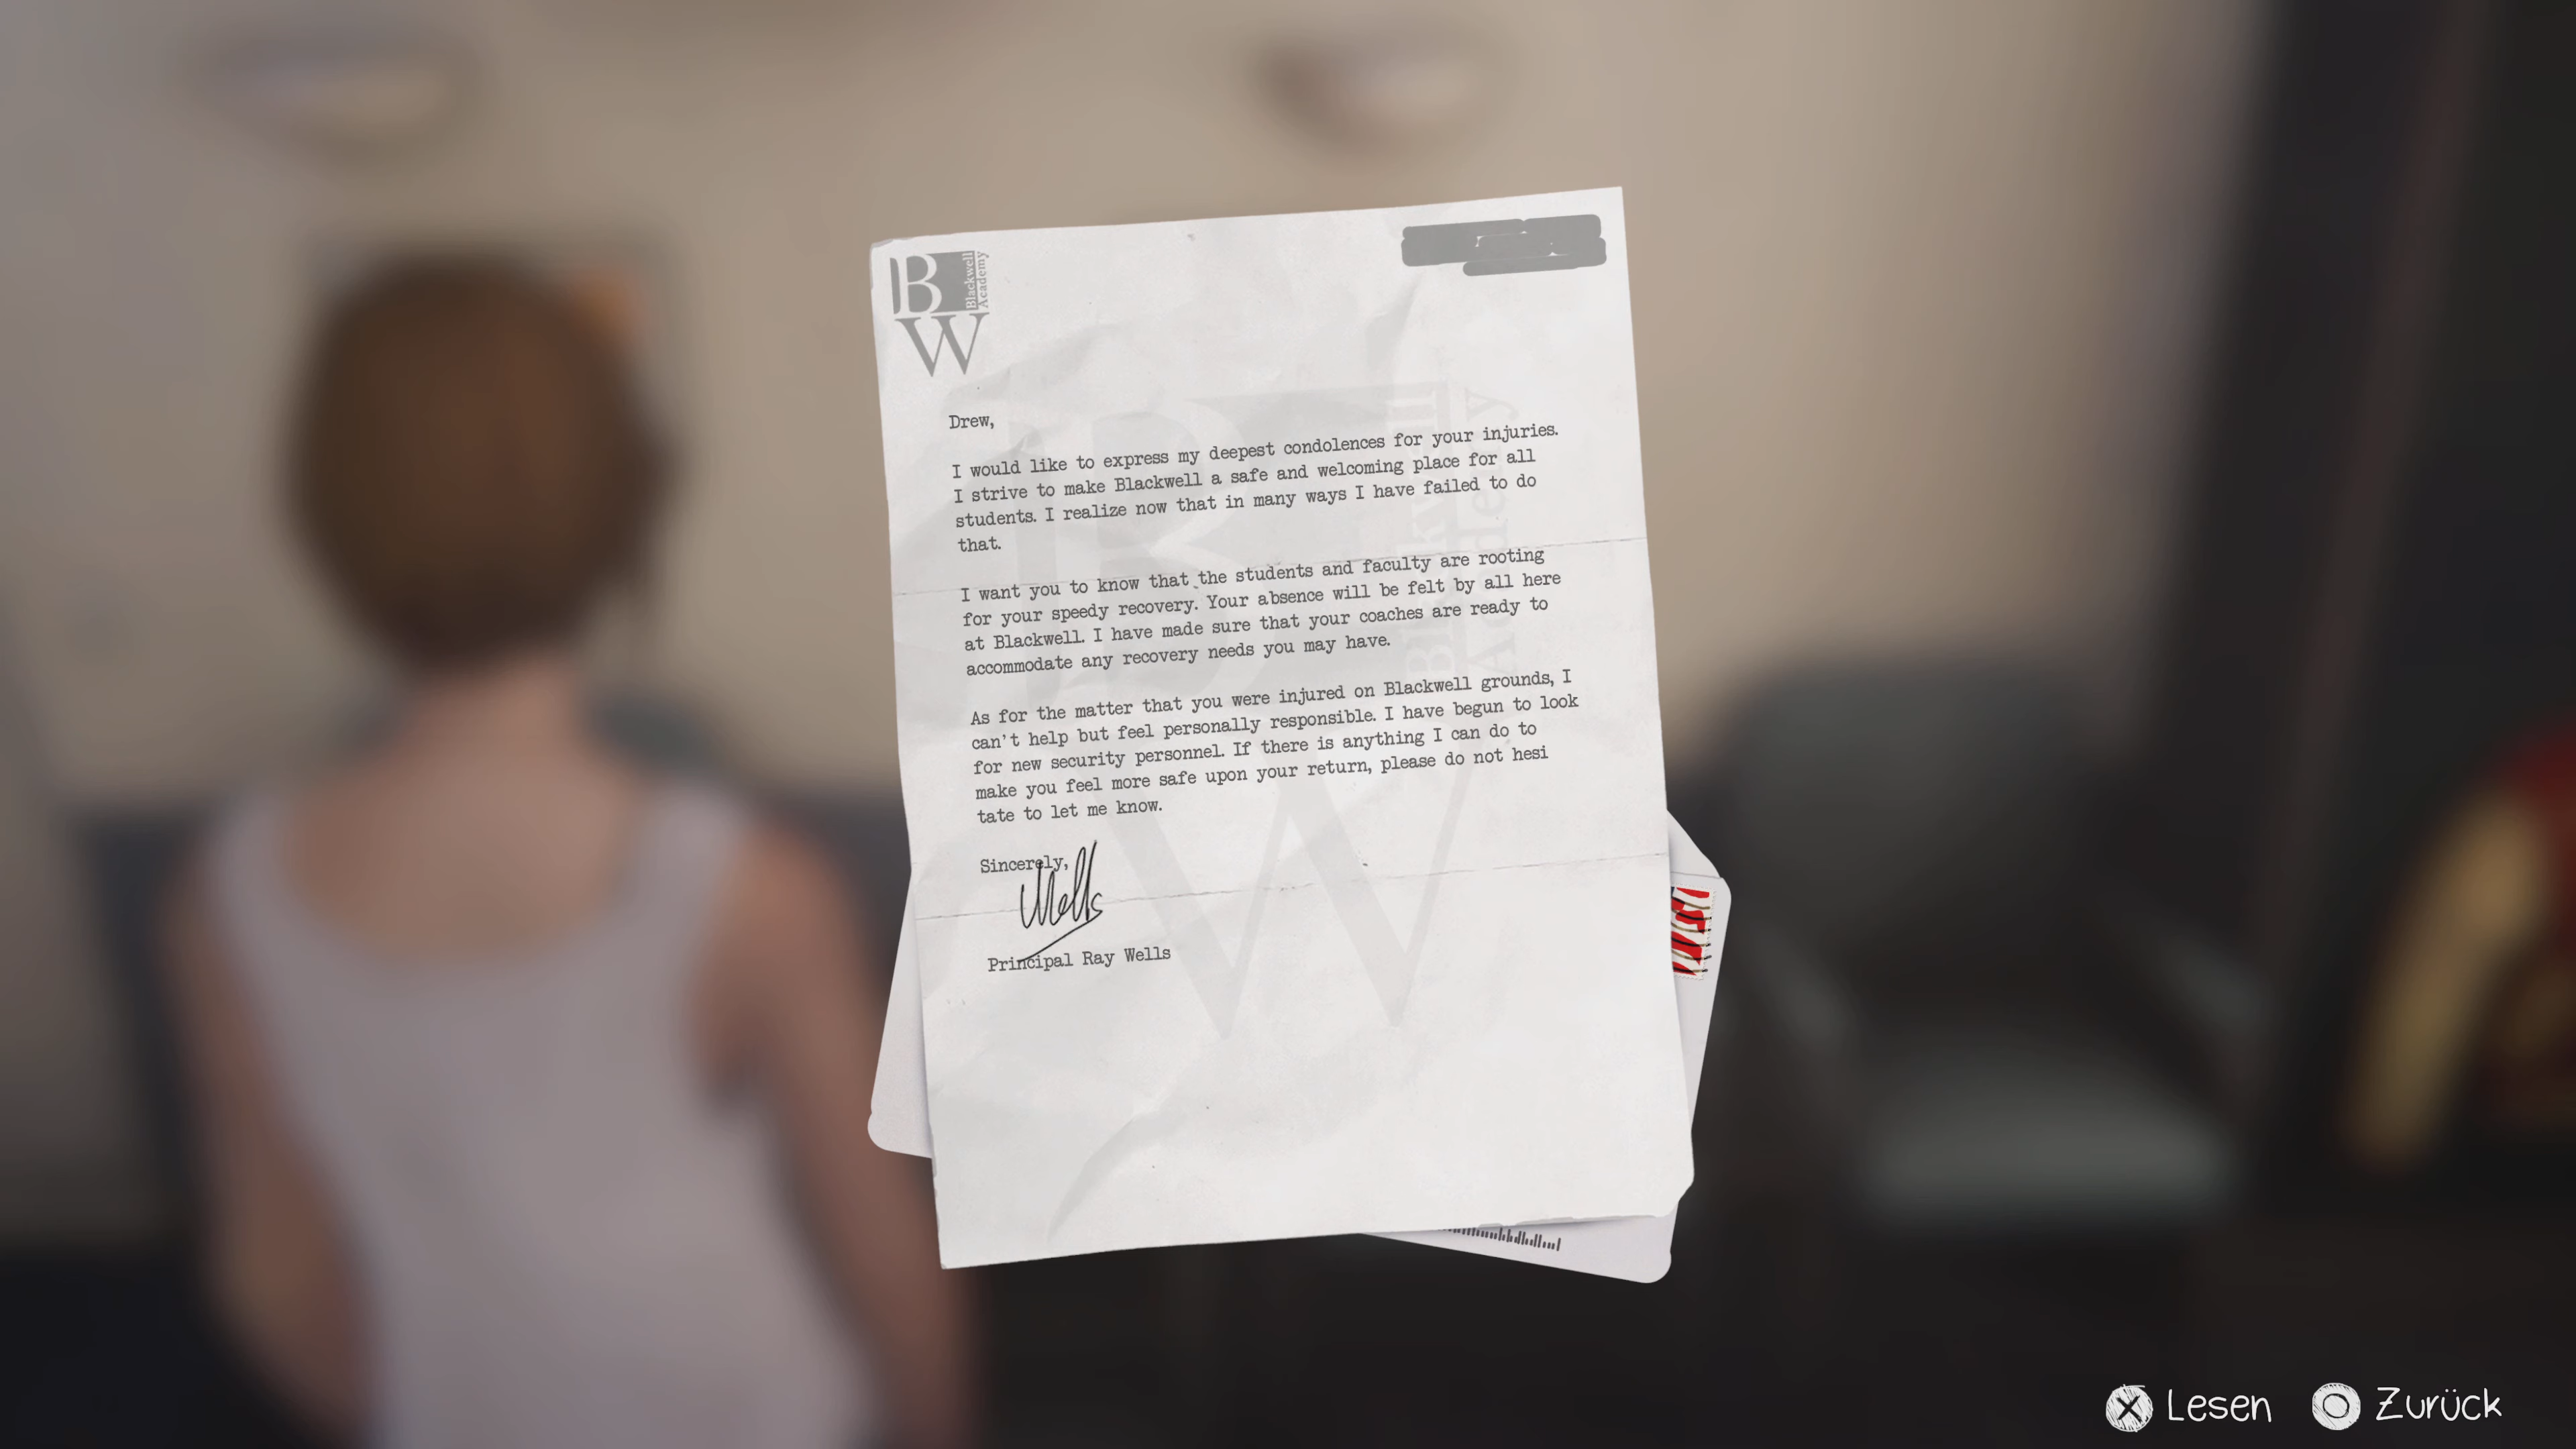 B
Blackwell
Academy
W
Drew,
I would like to express my deepest condolences for your injuries.
I strive to make Blackwell a safe and welcoming place for all
students. I realize now that in many ways I have failed to do
that.
I want you to know that the students and faculty are rooting
for your speedy recovery. Your absence will be felt by all here
at Blackwell. I have made sure that your coaches are ready to
accommodate any recovery needs you may have.
As for the matter that you were injured on Blackwell grounds, I
can't help but feel personally responsible. I have begun to look
for new security personnel. If there is anything I can do to
make you feel more safe upon your return, please do not hesi
tate to let me know.
Sincerely,
Wells
Principal Ray Wells
Lesen
Zurück